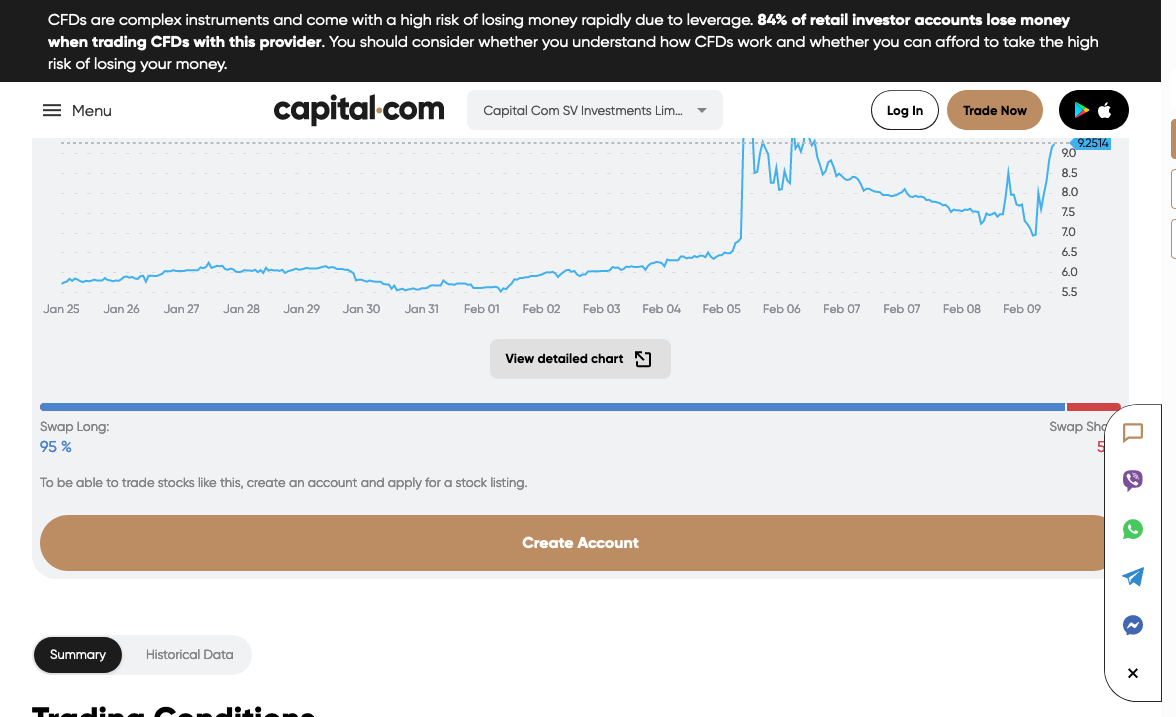 CFDs are complex instruments and come with a high risk of losing money rapidly due to leverage. 84% of retail investor accounts lose money
when trading CFDs with this provider. You should consider whether you understand how CFDs work and whether you can afford to take the high
risk of losing your money.
Menu
capital.com
Capital Com SV Investments Lim...
Log In
Trade Now
9.2514
9.0
8.5
8.0
7.5
7.0
6.5
6.0
5.5
Jan 25 Jan 26 Jan 27 Jan 28 Jan 29 Jan 30 Jan 31 Feb 01 Feb 02 Feb 03 Feb 04 Feb 05 Feb 06 Feb 07 Feb 07 Feb 08 Feb 09
View detailed chart
Swap Long:
95 %
Swap Sho
5
To be able to trade stocks like this, create an account and apply for a stock listing.
Create Account
Summary
Historical Data
Trading Conditions